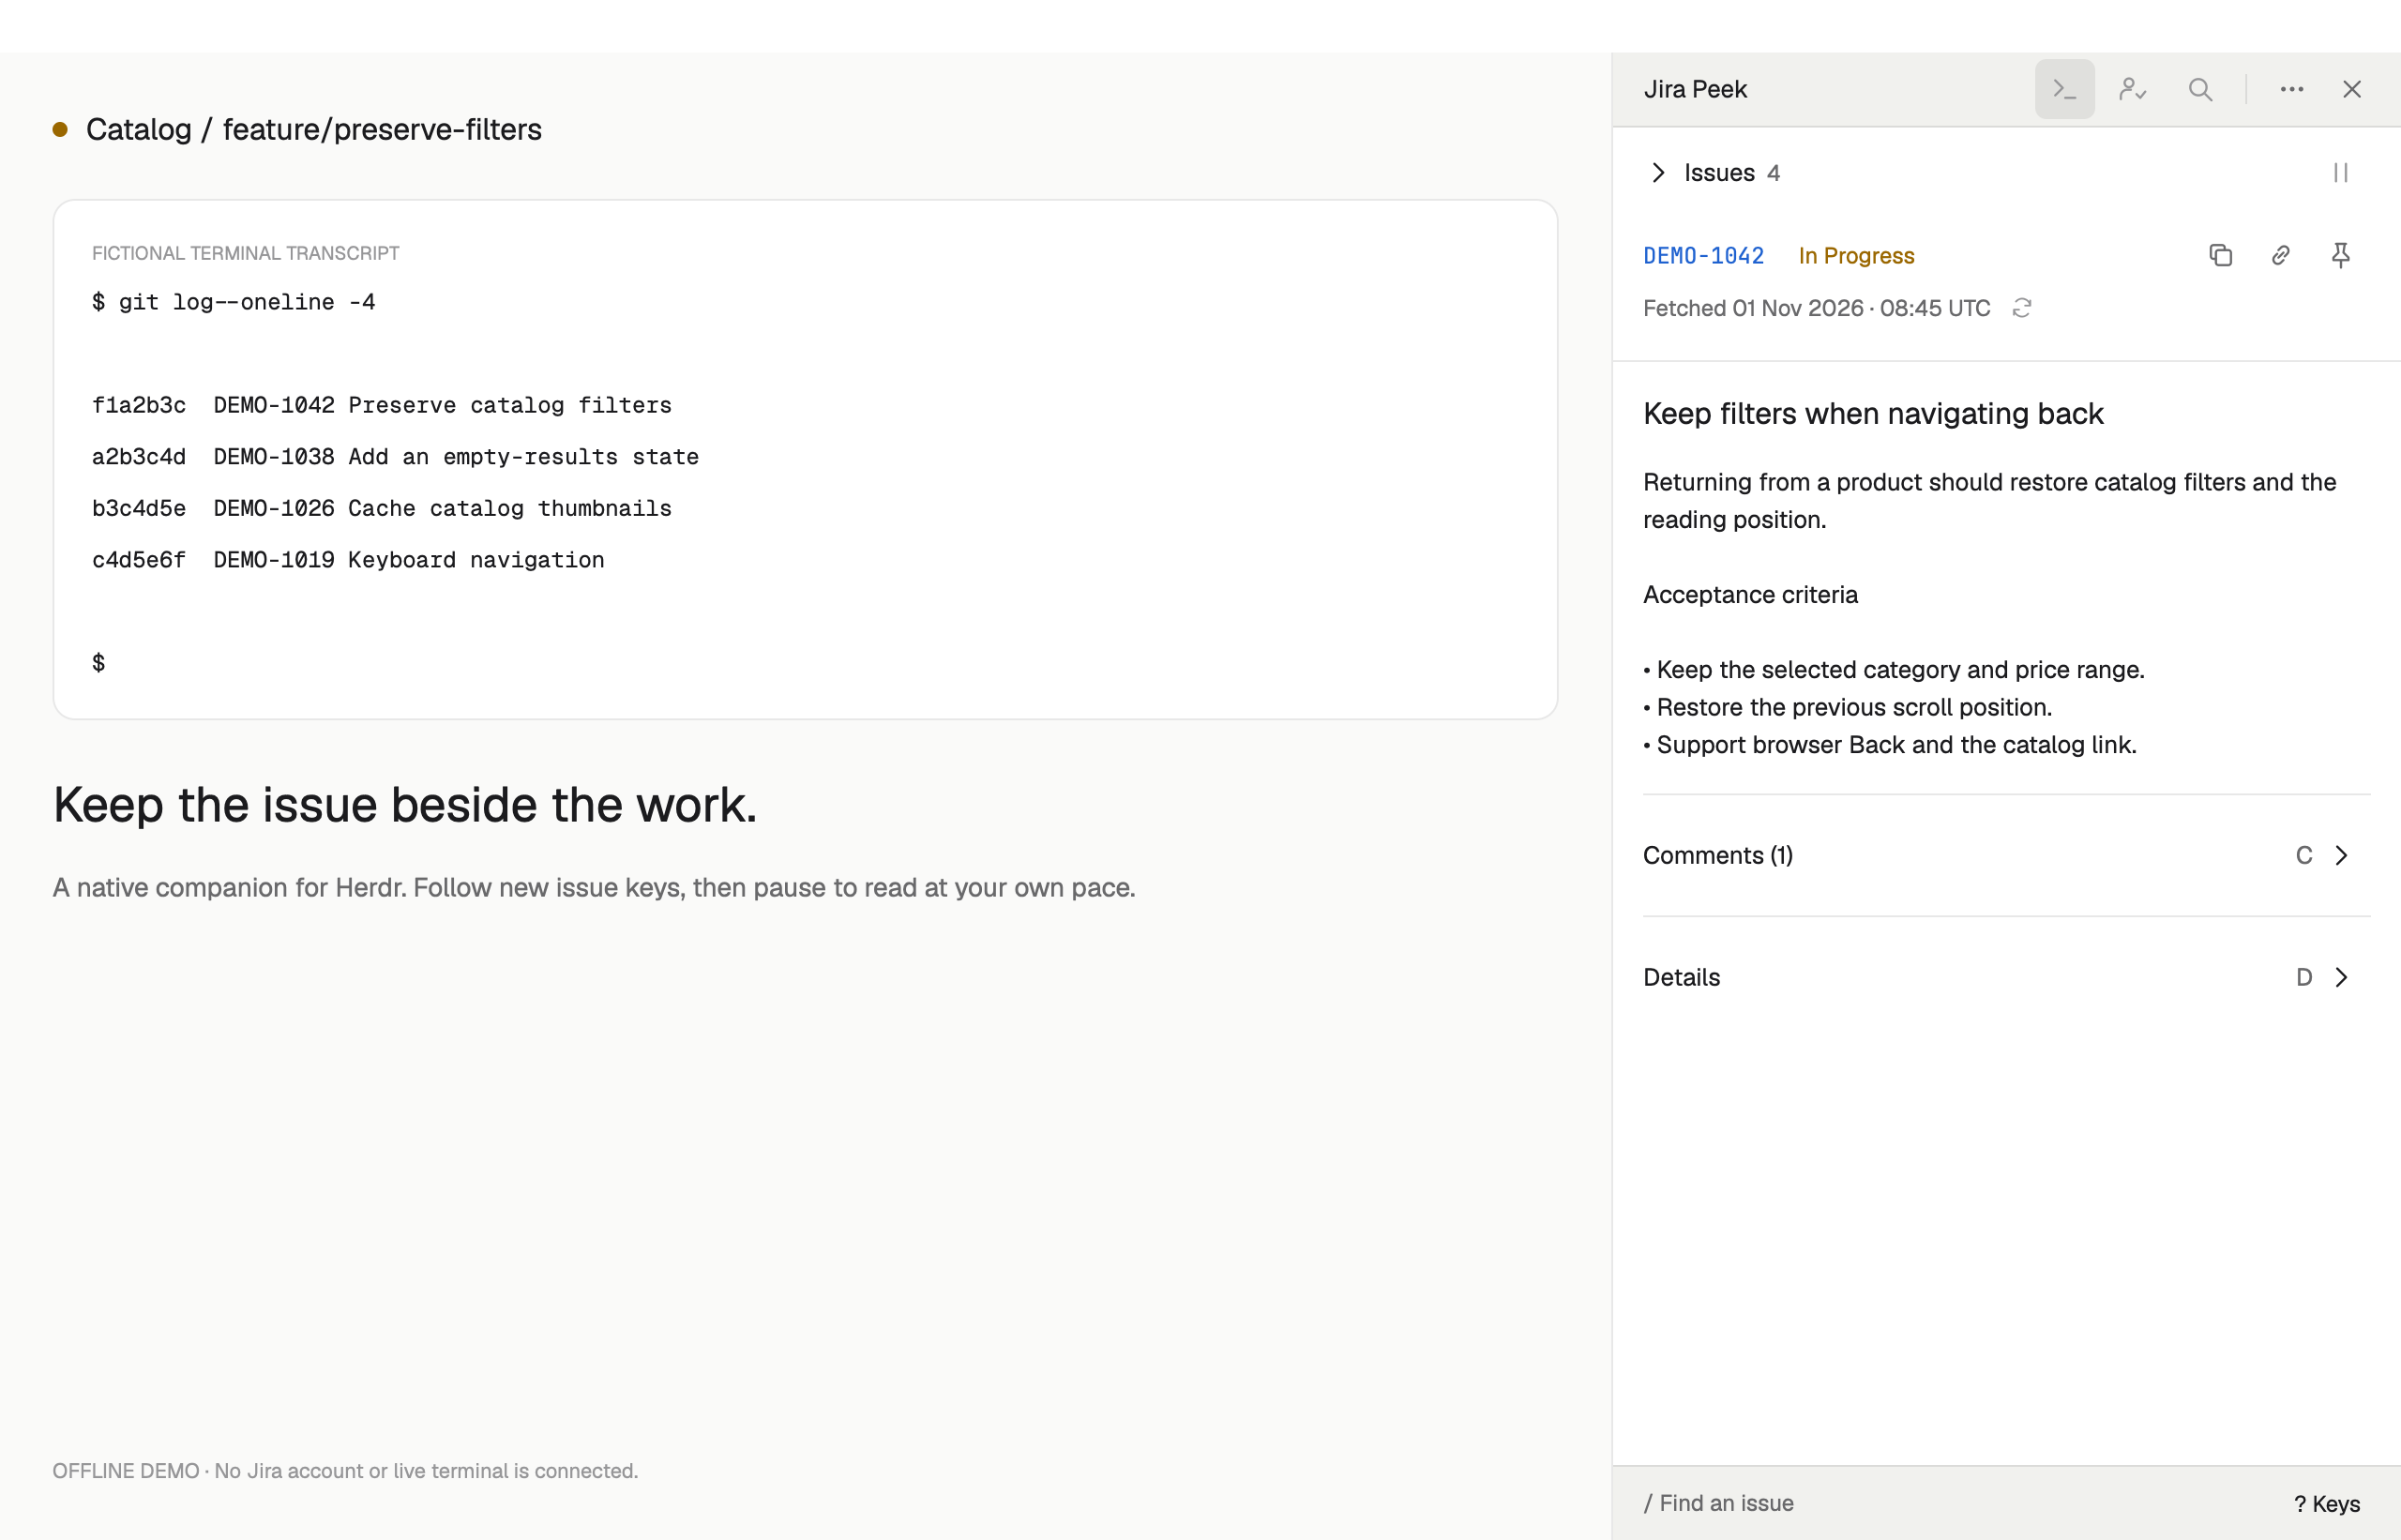 Catalog / feature/preserve-filters
FICTIONAL TERMINAL TRANSCRIPT
$ git log--oneline -4
f1a2b3c  DEMO-1042 Preserve catalog filters
a2b3c4d  DEMO-1038 Add an empty-results state
b3c4d5e  DEMO-1026 Cache catalog thumbnails
c4d5e6f  DEMO-1019 Keyboard navigation
$
Keep the issue beside the work.
A native companion for Herdr. Follow new issue keys, then pause to read at your own pace.
OFFLINE DEMO · No Jira account or live terminal is connected.
Jira Peek
Issues 4
DEMO-1042 In Progress
Fetched 01 Nov 2026 · 08:45 UTC
Keep filters when navigating back
Returning from a product should restore catalog filters and the
reading position.
Acceptance criteria
• Keep the selected category and price range.
• Restore the previous scroll position.
• Support browser Back and the catalog link.
Comments (1) C
Details D
/ Find an issue ? Keys